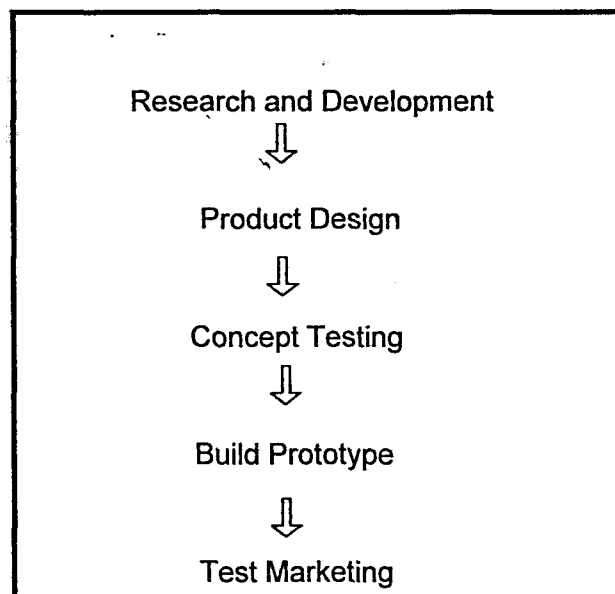 Research and Development
Product Design
Concept Testing
Build Prototype
Test Marketing